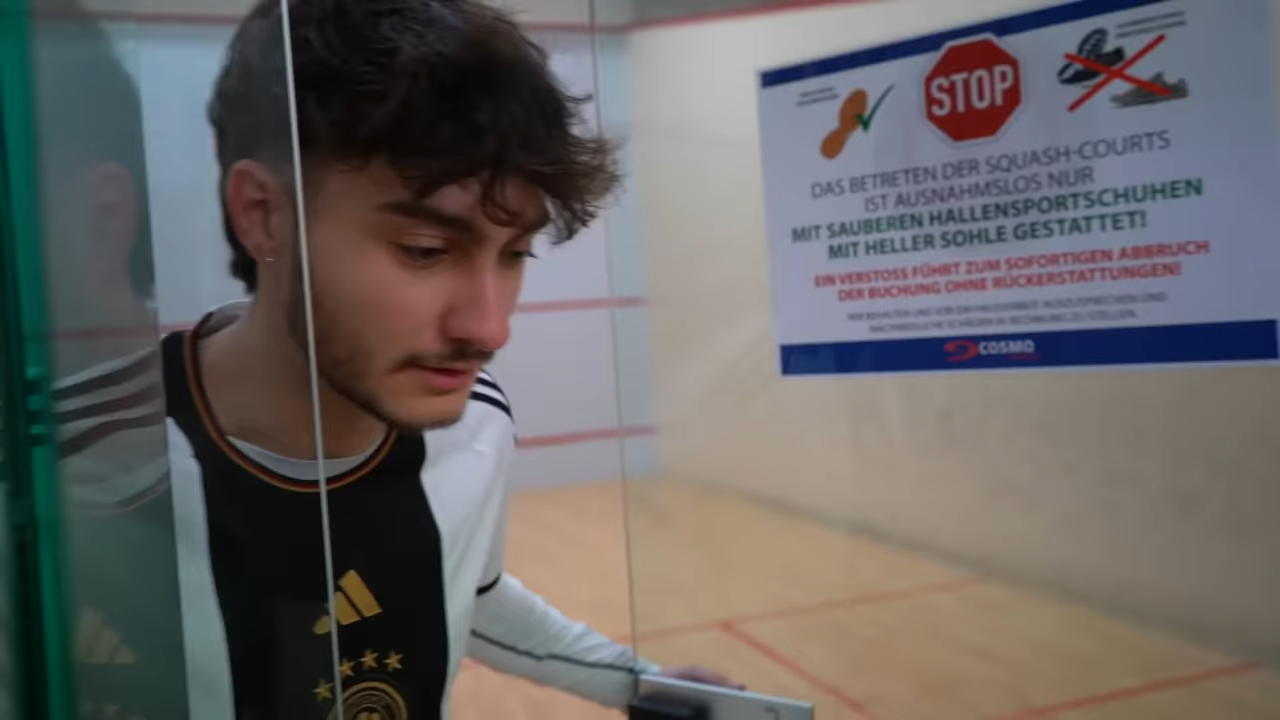 STOP
DAS BETRETEN DER SQUASH-COURTS
IST AUSNAHMSLOS NUR
MIT SAUBEREN HALLENSPORTSCHUHEN
MIT HELLER SOHLE GESTATTET!
EIN VERSTOSS FÜHRT ZUM SOFORTIGEN ABBRUCH
DER BUCHUNG OHNE RÜCKERSTATTUNGEN!
COSMO